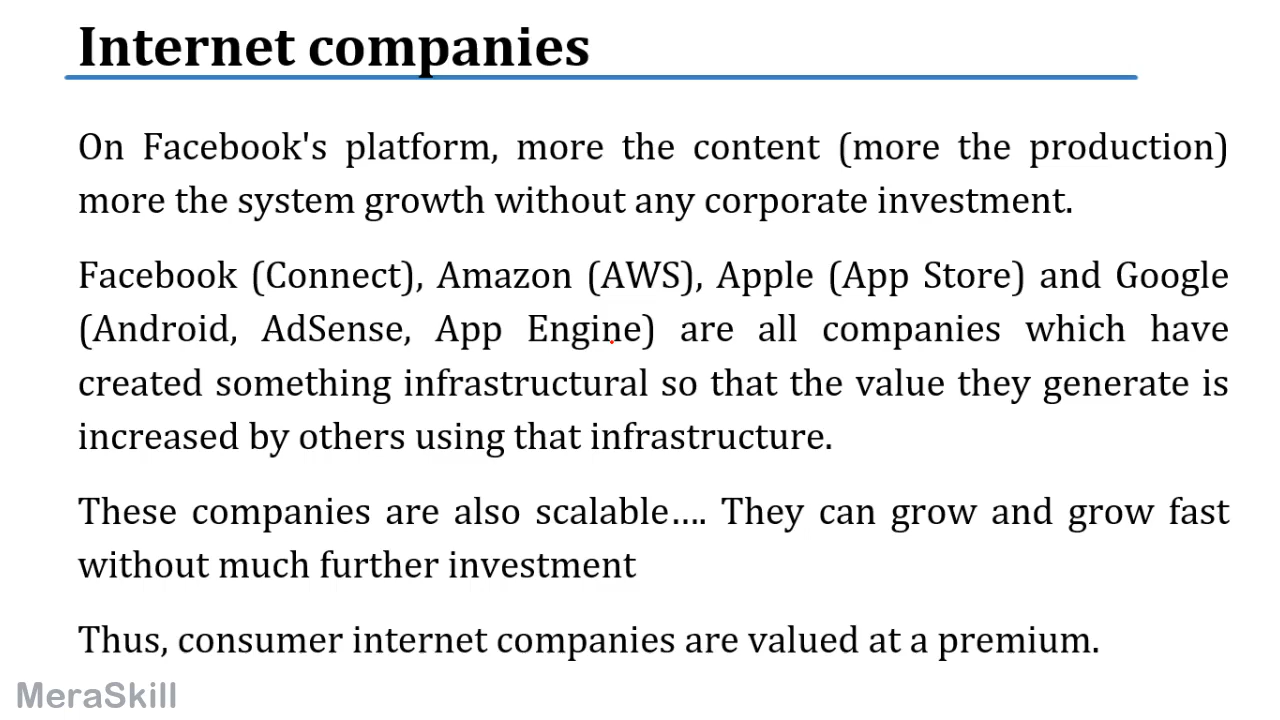 Internet companies
On Facebook's platform, more the content (more the production)
more the system growth without any corporate investment.
Facebook (Connect), Amazon (AWS), Apple (App Store) and Google
(Android, AdSense, App Engine) are all companies which have
created something infrastructural so that the value they generate is
increased by others using that infrastructure.
These companies are also scalable…. They can grow and grow fast
without much further investment
Thus, consumer internet companies are valued at a premium.
MeraSkill